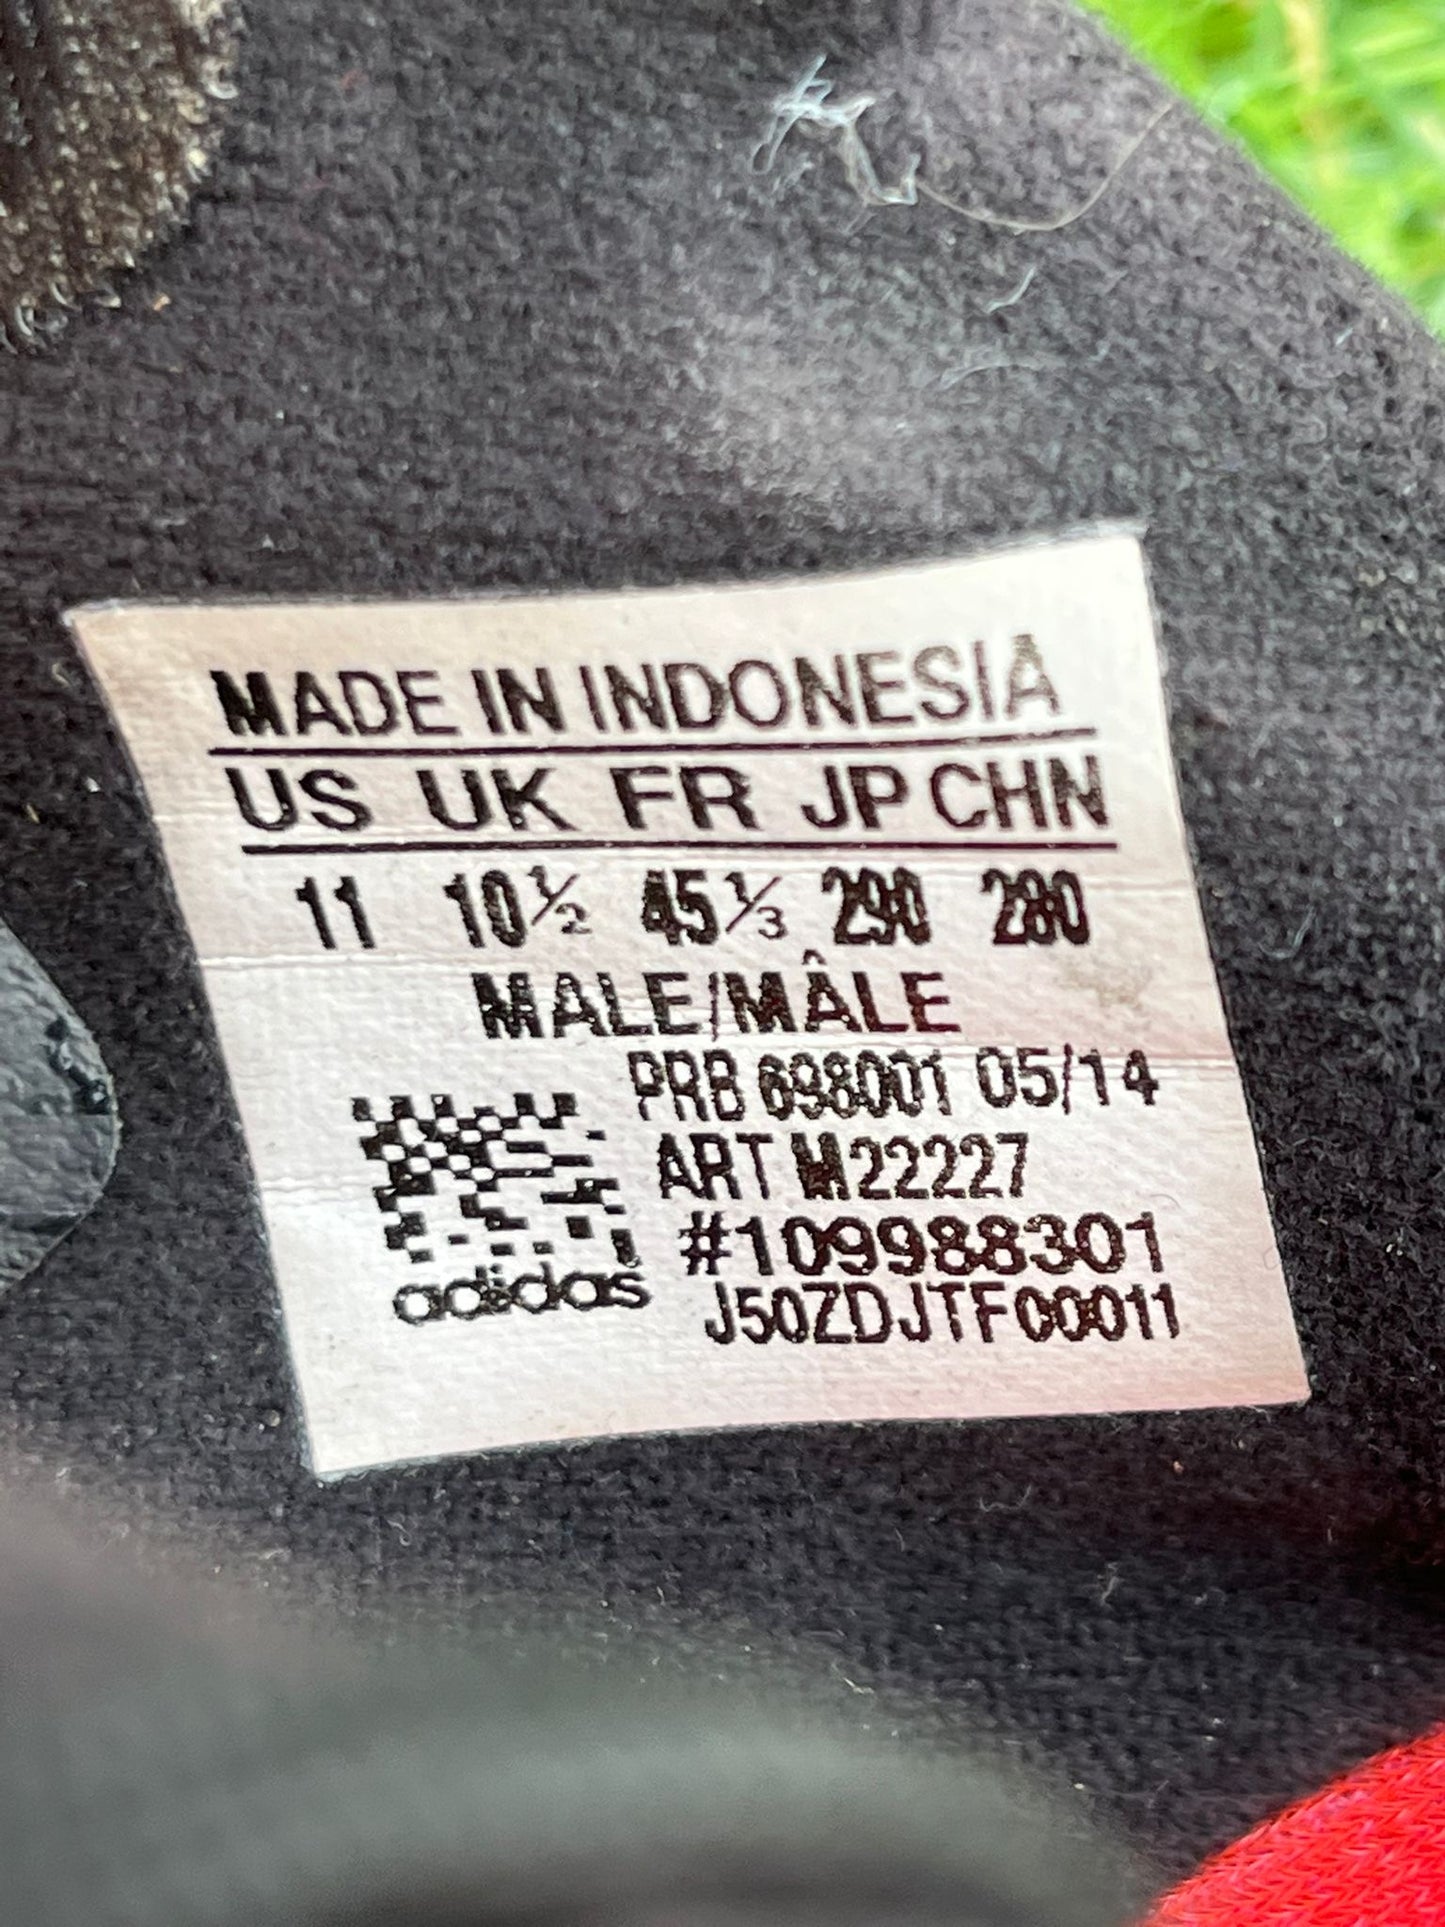 MADE IN INDONESIA
US UK FR JP CHN
11 10½ 45⅓ 290 280
MALE/MÂLE
PRB 698001 05/14
ART M22227
#109988301
adidas
J50ZDJTF00011